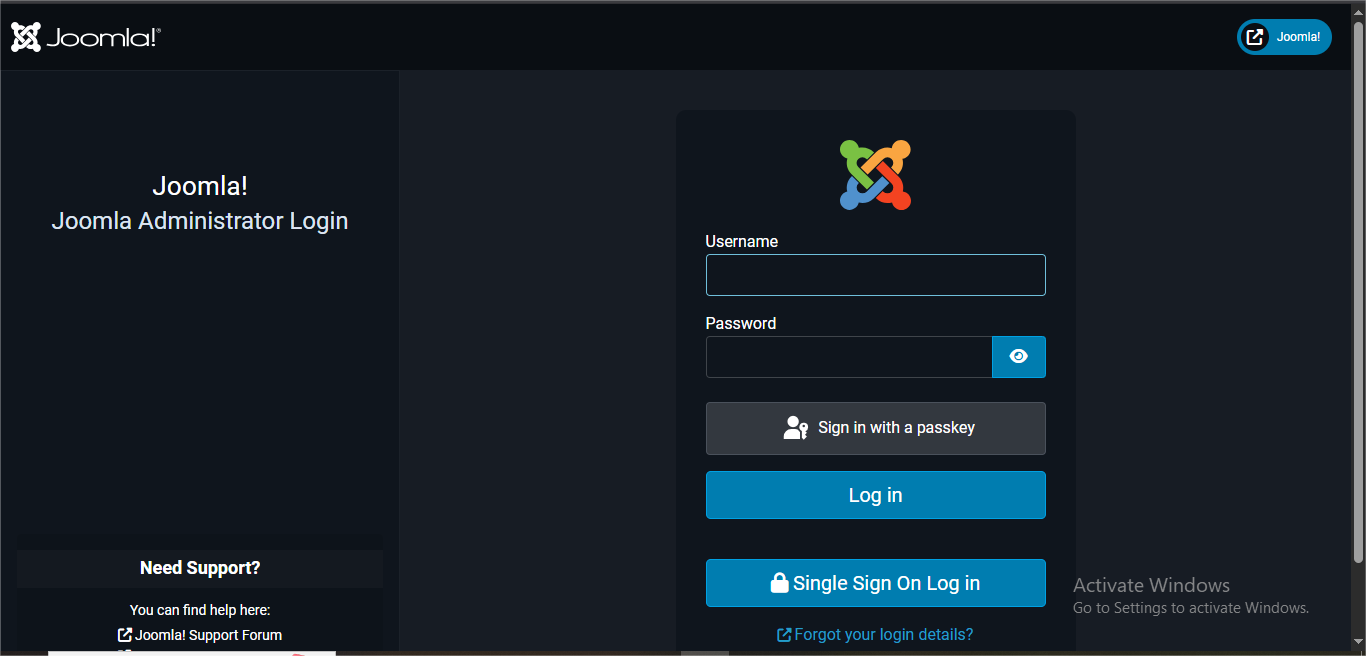 Joomla!®
Joomla!
Joomla!
Joomla Administrator Login
Username
Password
Sign in with a passkey
Log in
Single Sign On Log in
Forgot your login details?
Need Support?
You can find help here:
Joomla! Support Forum
Activate Windows
Go to Settings to activate Windows.